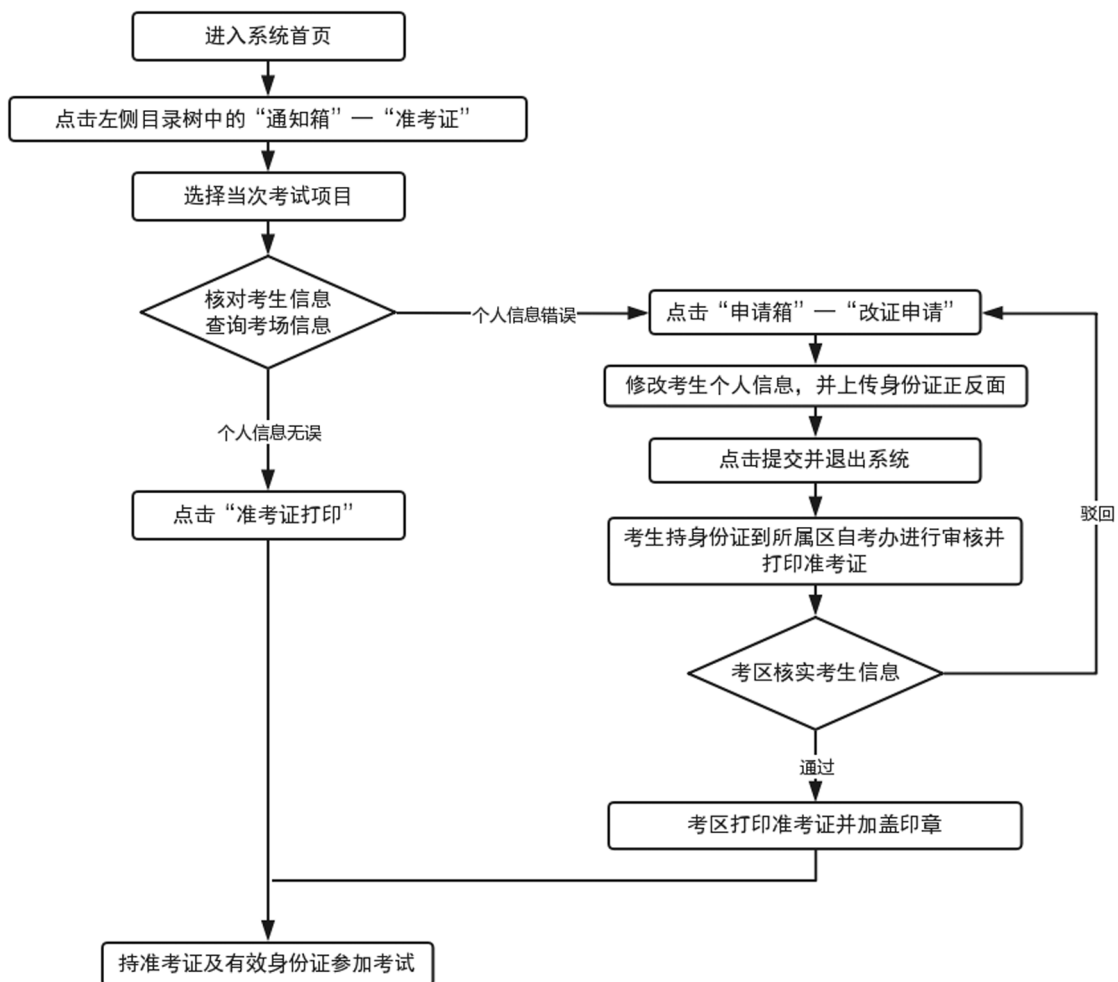 进入系统首页
点击左侧目录树中的“通知箱”—“准考证”
选择当次考试项目
核对考生信息
查询考场信息
个人信息错误
点击“申请箱”—“改证申请”
修改考生个人信息，并上传身份证正反面
个人信息无误
点击提交并退出系统
点击“准考证打印”
驳回
考生持身份证到所属区自考办进行审核并
打印准考证
考区核实考生信息
通过
考区打印准考证并加盖印章
持准考证及有效身份证参加考试